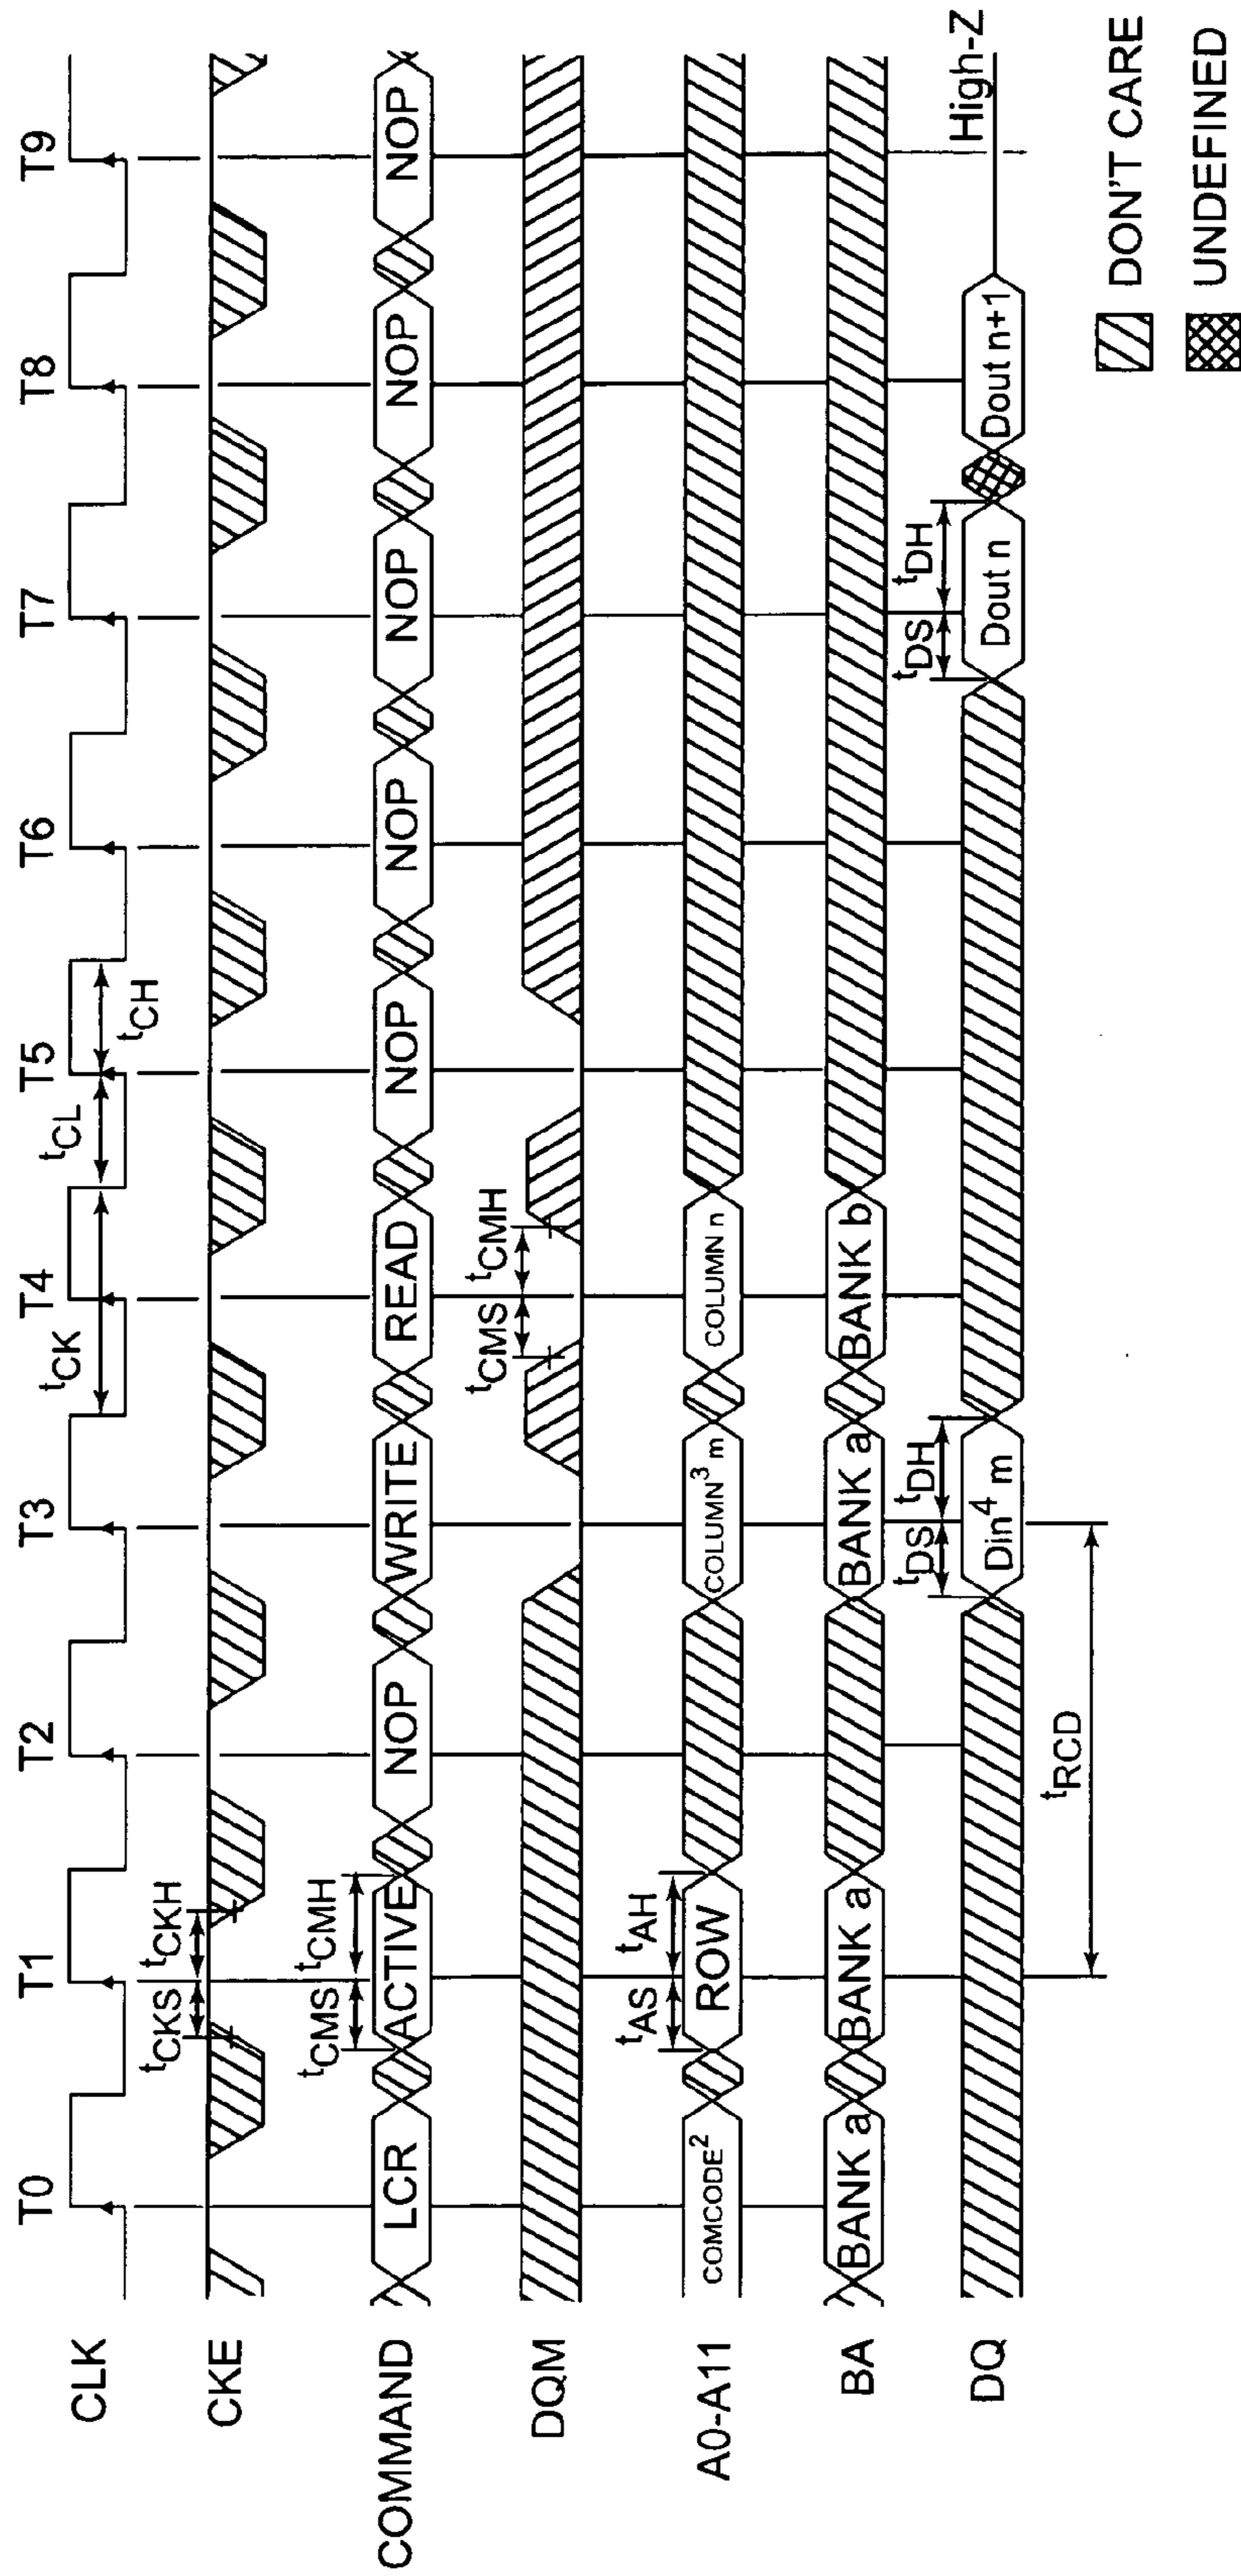 T0 T1 T2 T3 T4 T5 T6 T7 T8 T9
tCK tCL tCH
CLK
tCKS tCKH
CKE
tCMS tCMH
COMMAND LCR ACTIVE NOP WRITE READ NOP NOP NOP NOP NOP
tCMS tCMH
DQM
tAS tAH
A0-A11 COMCODE² ROW COLUMN³ m COLUMN n
BA BANK a BANK a BANK a BANK b
tDS tDH tDS tDH
DQ Din⁴ m Dout n Dout n+1 High-Z
tRCD
DON'T CARE
UNDEFINED